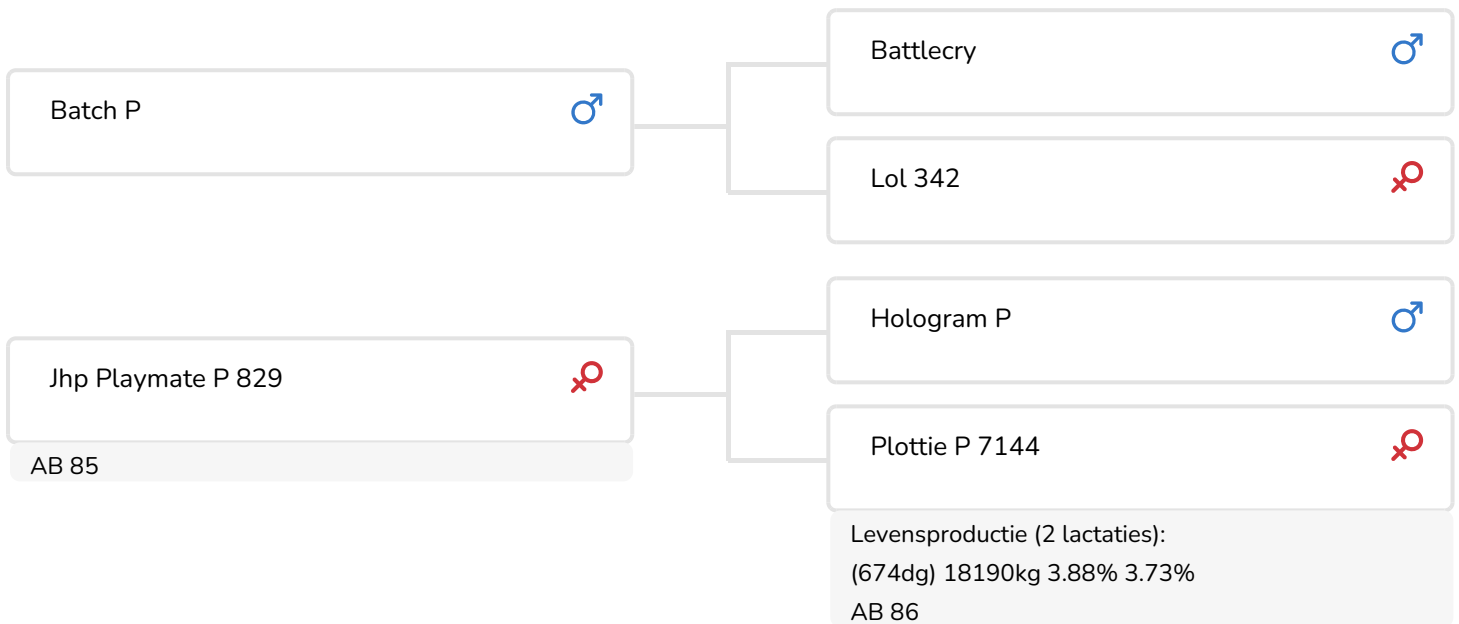 Batch P
Battlecry
Lol 342
Jhp Playmate P 829
AB 85
Hologram P
Plottie P 7144
Levensproductie (2 lactaties):
(674dg) 18190kg 3.88% 3.73%
AB 86